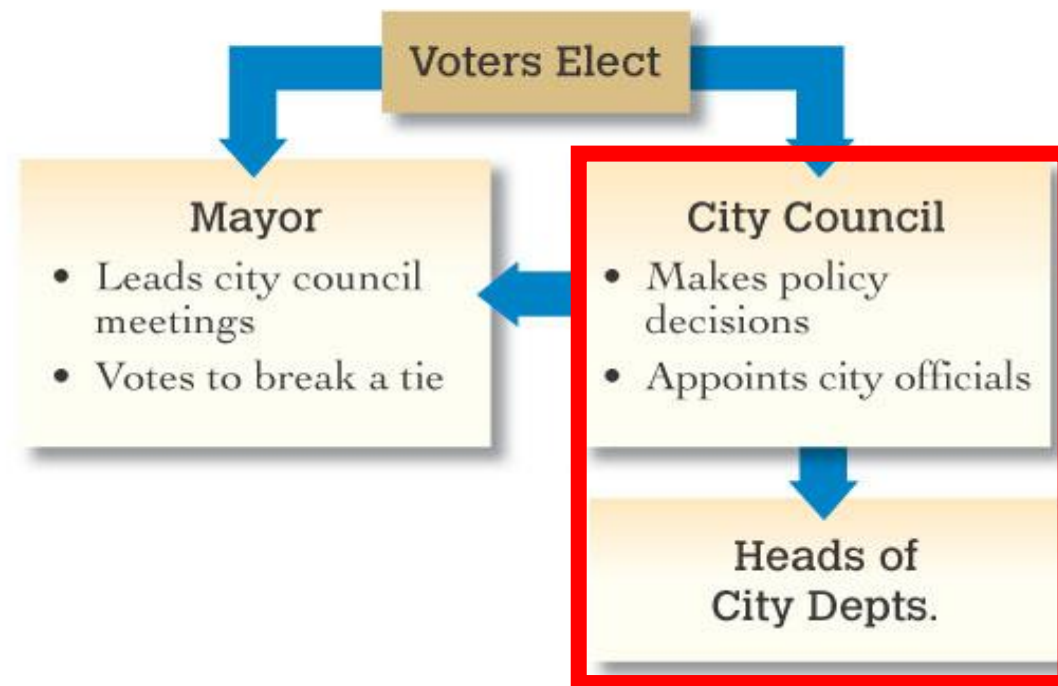 Voters Elect
Mayor
• Leads city council
meetings
• Votes to break a tie
City Council
• Makes policy
decisions
• Appoints city officials
Heads of
City Depts.